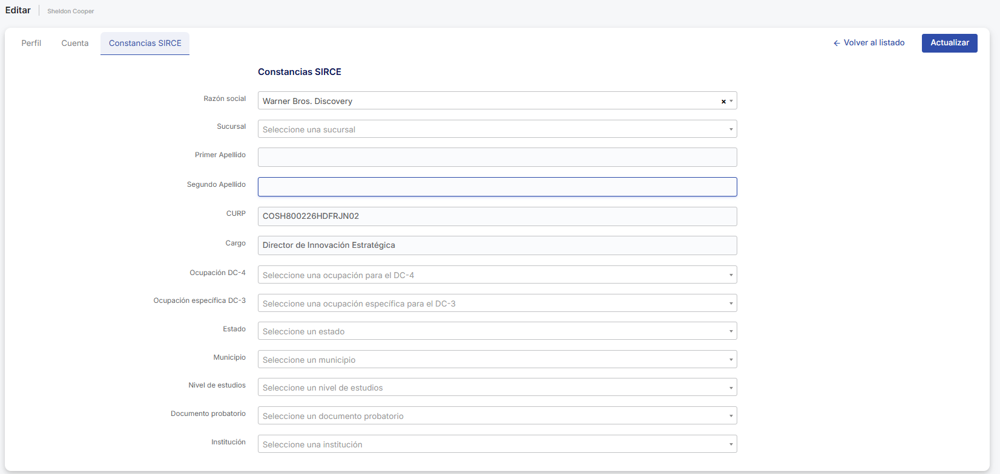 Editar
Sheldon Cooper
Perfil
Cuenta
Constancias SIRCE
← Volver al listado
Actualizar
Constancias SIRCE
Razón social
Warner Bros. Discovery
×
Sucursal
Seleccione una sucursal
Primer Apellido
Segundo Apellido
CURP
COSH800226HDFRJN02
Cargo
Director de Innovación Estratégica
Ocupación DC-4
Seleccione una ocupación para el DC-4
Ocupación específica DC-3
Seleccione una ocupación específica para el DC-3
Estado
Seleccione un estado
Municipio
Seleccione un municipio
Nivel de estudios
Seleccione un nivel de estudios
Documento probatorio
Seleccione un documento probatorio
Institución
Seleccione una institución